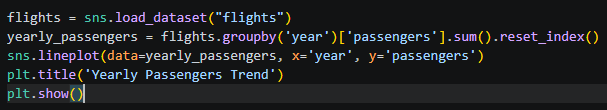 flights = sns.load_dataset("flights")
yearly_passengers = flights.groupby('year')['passengers'].sum().reset_index()
sns.lineplot(data=yearly_passengers, x='year', y='passengers')
plt.title('Yearly Passengers Trend')
plt.show()